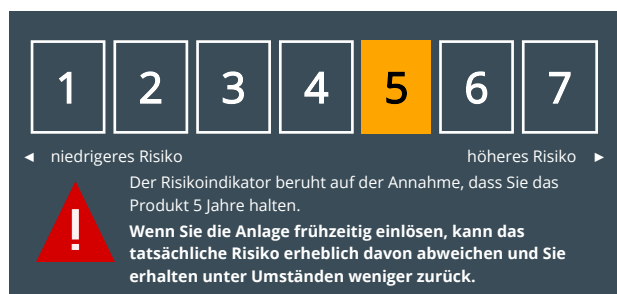 1 2 3 4 5 6 7
◄ niedrigeres Risiko höheres Risiko ►
Der Risikoindikator beruht auf der Annahme, dass Sie das
Produkt 5 Jahre halten.
Wenn Sie die Anlage frühzeitig einlösen, kann das
tatsächliche Risiko erheblich davon abweichen und Sie
erhalten unter Umständen weniger zurück.
!